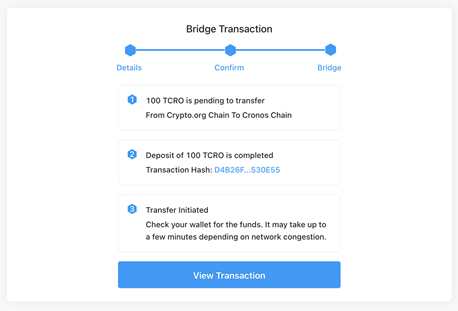 Bridge Transaction
Details Confirm Bridge
1 100 TCRO is pending to transfer
From Crypto.org Chain To Cronos Chain
2 Deposit of 100 TCRO is completed
Transaction Hash: D4B26F...530E55
3 Transfer Initiated
Check your wallet for the funds. It may take up to
a few minutes depending on network congestion.
View Transaction